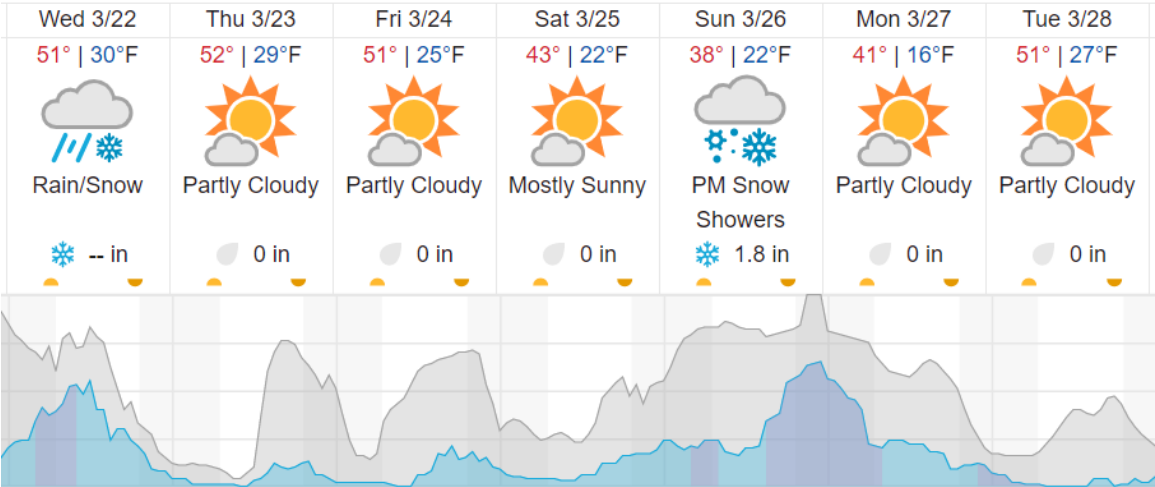 Wed 3/22 Thu 3/23 Fri 3/24 Sat 3/25 Sun 3/26 Mon 3/27 Tue 3/28
51° | 30°F 52° | 29°F 51° | 25°F 43° | 22°F 38° | 22°F 41° | 16°F 51° | 27°F
Rain/Snow Partly Cloudy Partly Cloudy Mostly Sunny PM Snow Partly Cloudy Partly Cloudy
Showers
-- in 0 in 0 in 0 in 1.8 in 0 in 0 in